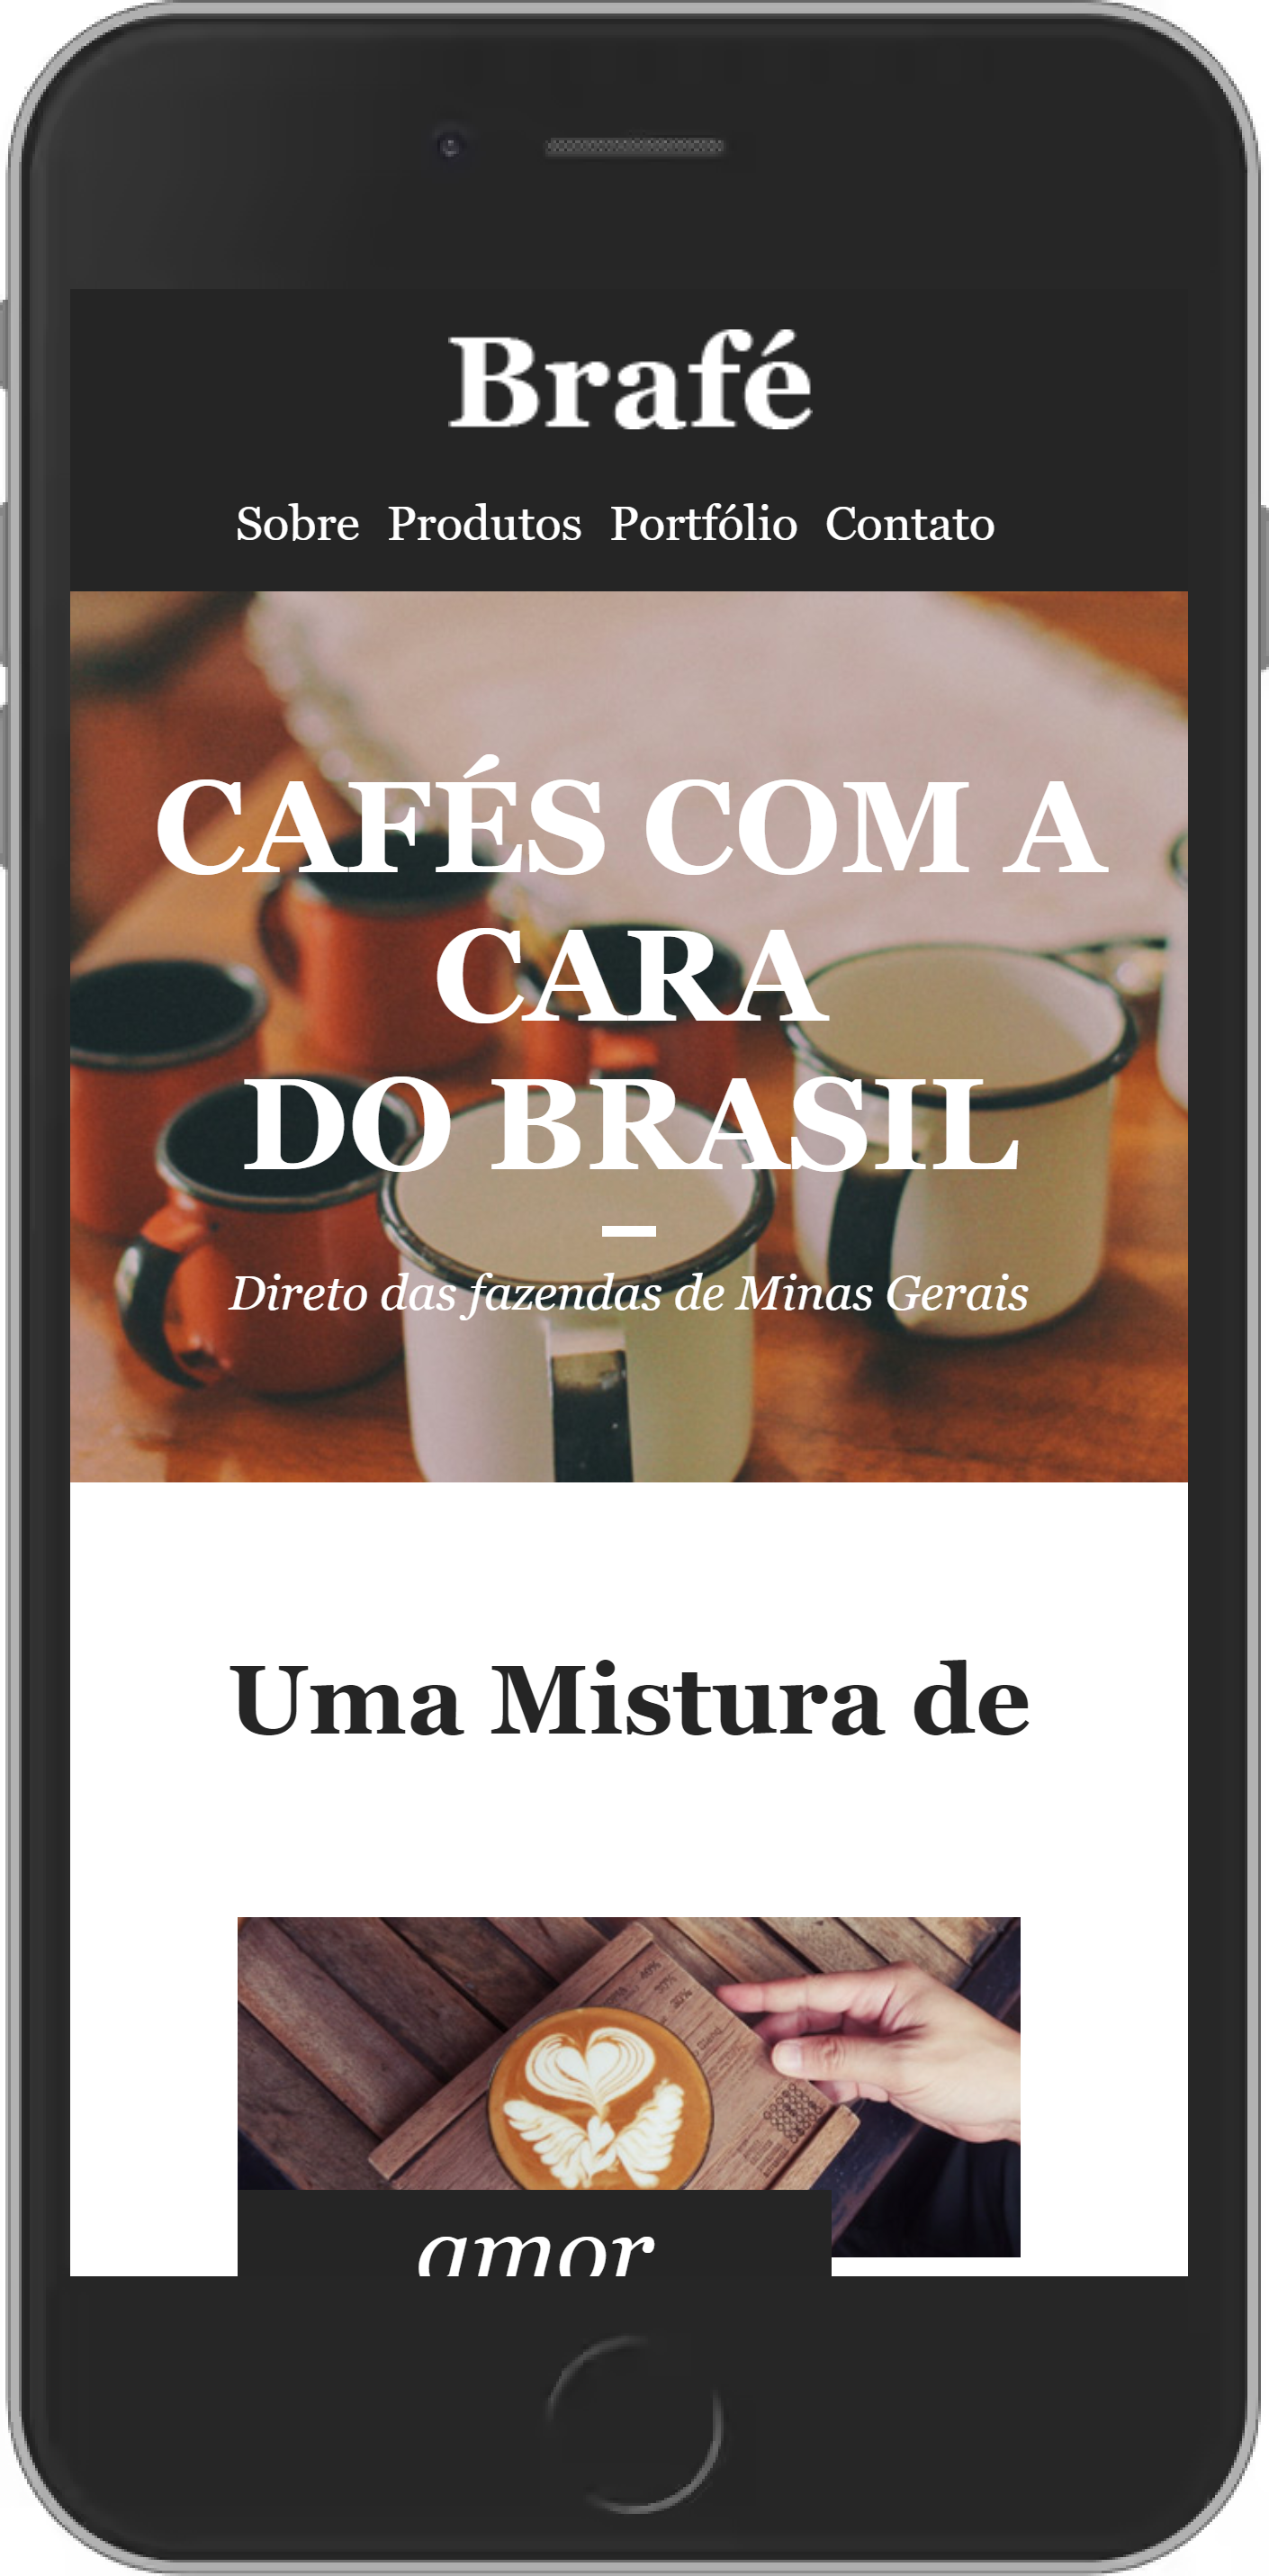 Brafé
Sobre Produtos Portfólio Contato
CAFÉS COM A
CARA
DO BRASIL
Direto das fazendas de Minas Gerais
Uma Mistura de
amor